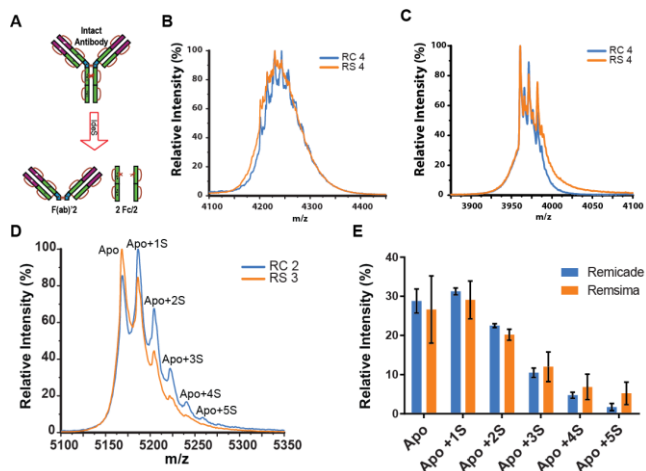 A
Intact
Antibody
IdeS
F(ab)'2
2 Fc/2
B
Relative Intensity (%)
100
80
60
40
20
0
4100
4200
4300
4400
m/z
RC 4
RS 4
C
Relative Intensity (%)
100
80
60
40
20
0
3900
3950
4000
4050
4100
m/z
RC 4
RS 4
D
Relative Intensity (%)
100
80
60
40
20
0
5100
5150
5200
5250
5300
5350
m/z
Apo
Apo+1S
Apo+2S
Apo+3S
Apo+4S
Apo+5S
RC 2
RS 3
E
Relative Intensity (%)
40
30
20
10
0
Remicade
Remsima
Apo
Apo +1S
Apo +2S
Apo +3S
Apo +4S
Apo +5S